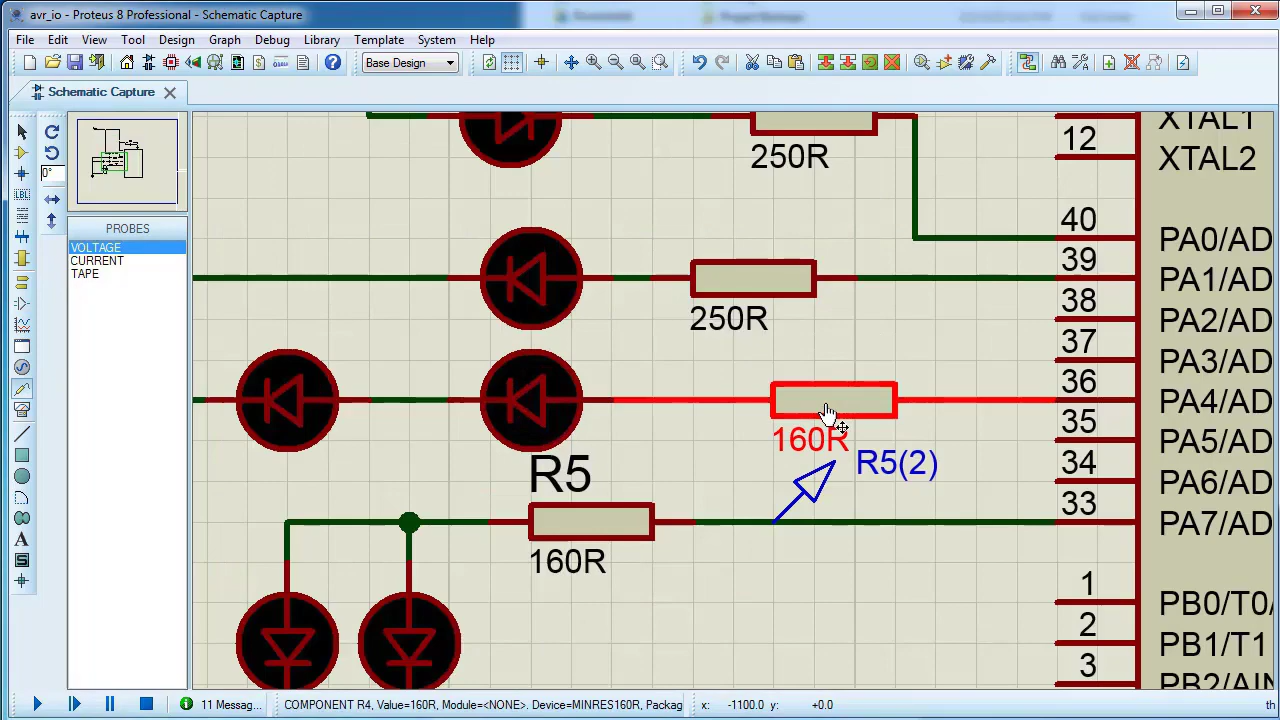 avr_io - Proteus 8 Professional - Schematic Capture
File Edit View Tool Design Graph Debug Library Template System Help
Base Design
Schematic Capture
LBL
0°
PROBES
VOLTAGE
CURRENT
TAPE
XTAL1
12
XTAL2
250R
40
PA0/AD
39
PA1/AD
250R
38
PA2/AD
37
PA3/AD
36
PA4/AD
160R
35
PA5/AD
R5
R5(2)
34
PA6/AD
33
PA7/AD
160R
1
PB0/T0/
2
PB1/T1
3
PB2/AIN
A
S
11 Messag...
COMPONENT R4, Value=160R, Module=<NONE>. Device=MINRES160R, Packag
x: -1100.0 y: +0.0 th